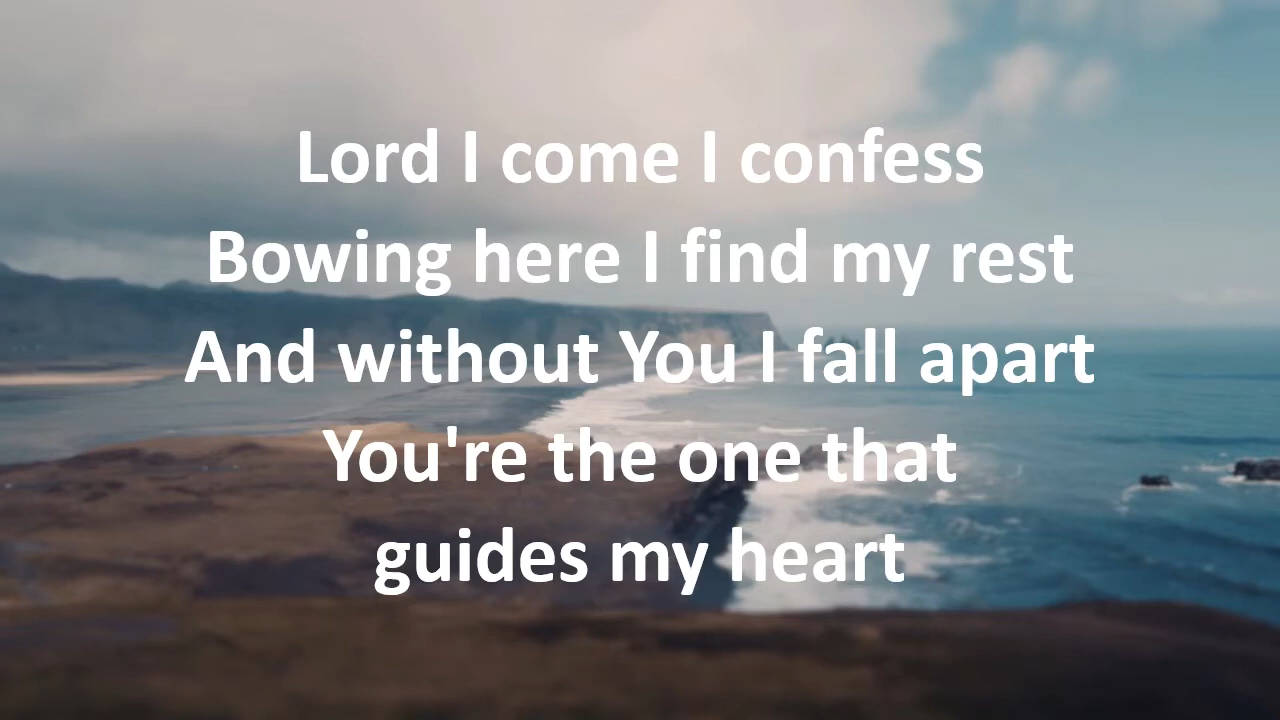 Lord I come I confess
Bowing here I find my rest
And without You I fall apart
You're the one that
guides my heart